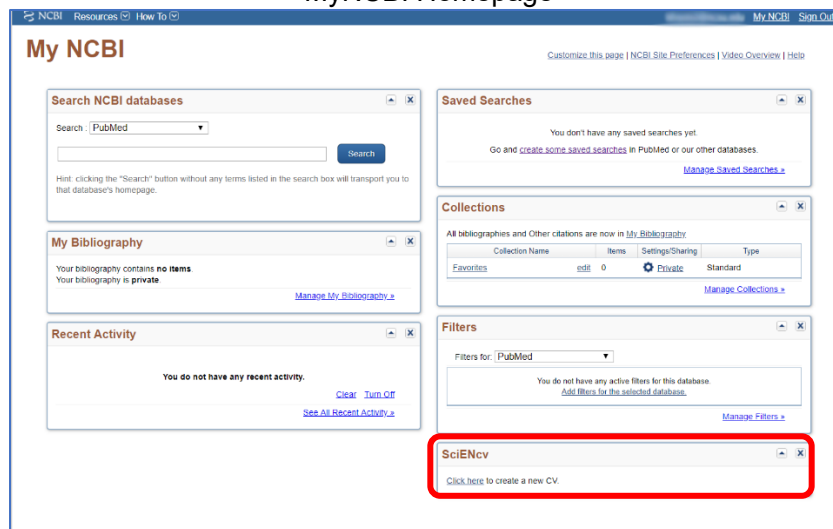 MyNCBI Homepage
NCBI Resources How To My NCBI Sign Out
My NCBI
Customize this page | NCBI Site Preferences | Video Overview | Help
Search NCBI databases
Search : PubMed
Search
Hint: clicking the "Search" button without any terms listed in the search box will transport you to
that database's homepage.
My Bibliography
Your bibliography contains no items.
Your bibliography is private.
Manage My Bibliography »
Recent Activity
You do not have any recent activity.
Clear Turn Off
See All Recent Activity »
Saved Searches
You don't have any saved searches yet.
Go and create some saved searches in PubMed or our other databases.
Manage Saved Searches »
Collections
All bibliographies and Other citations are now in My Bibliography
Collection Name Items Settings/Sharing Type
Favorites edit 0 Private Standard
Manage Collections »
Filters
Filters for: PubMed
You do not have any active filters for this database.
Add filters for the selected database.
Manage Filters »
SciENcv
Click here to create a new CV.